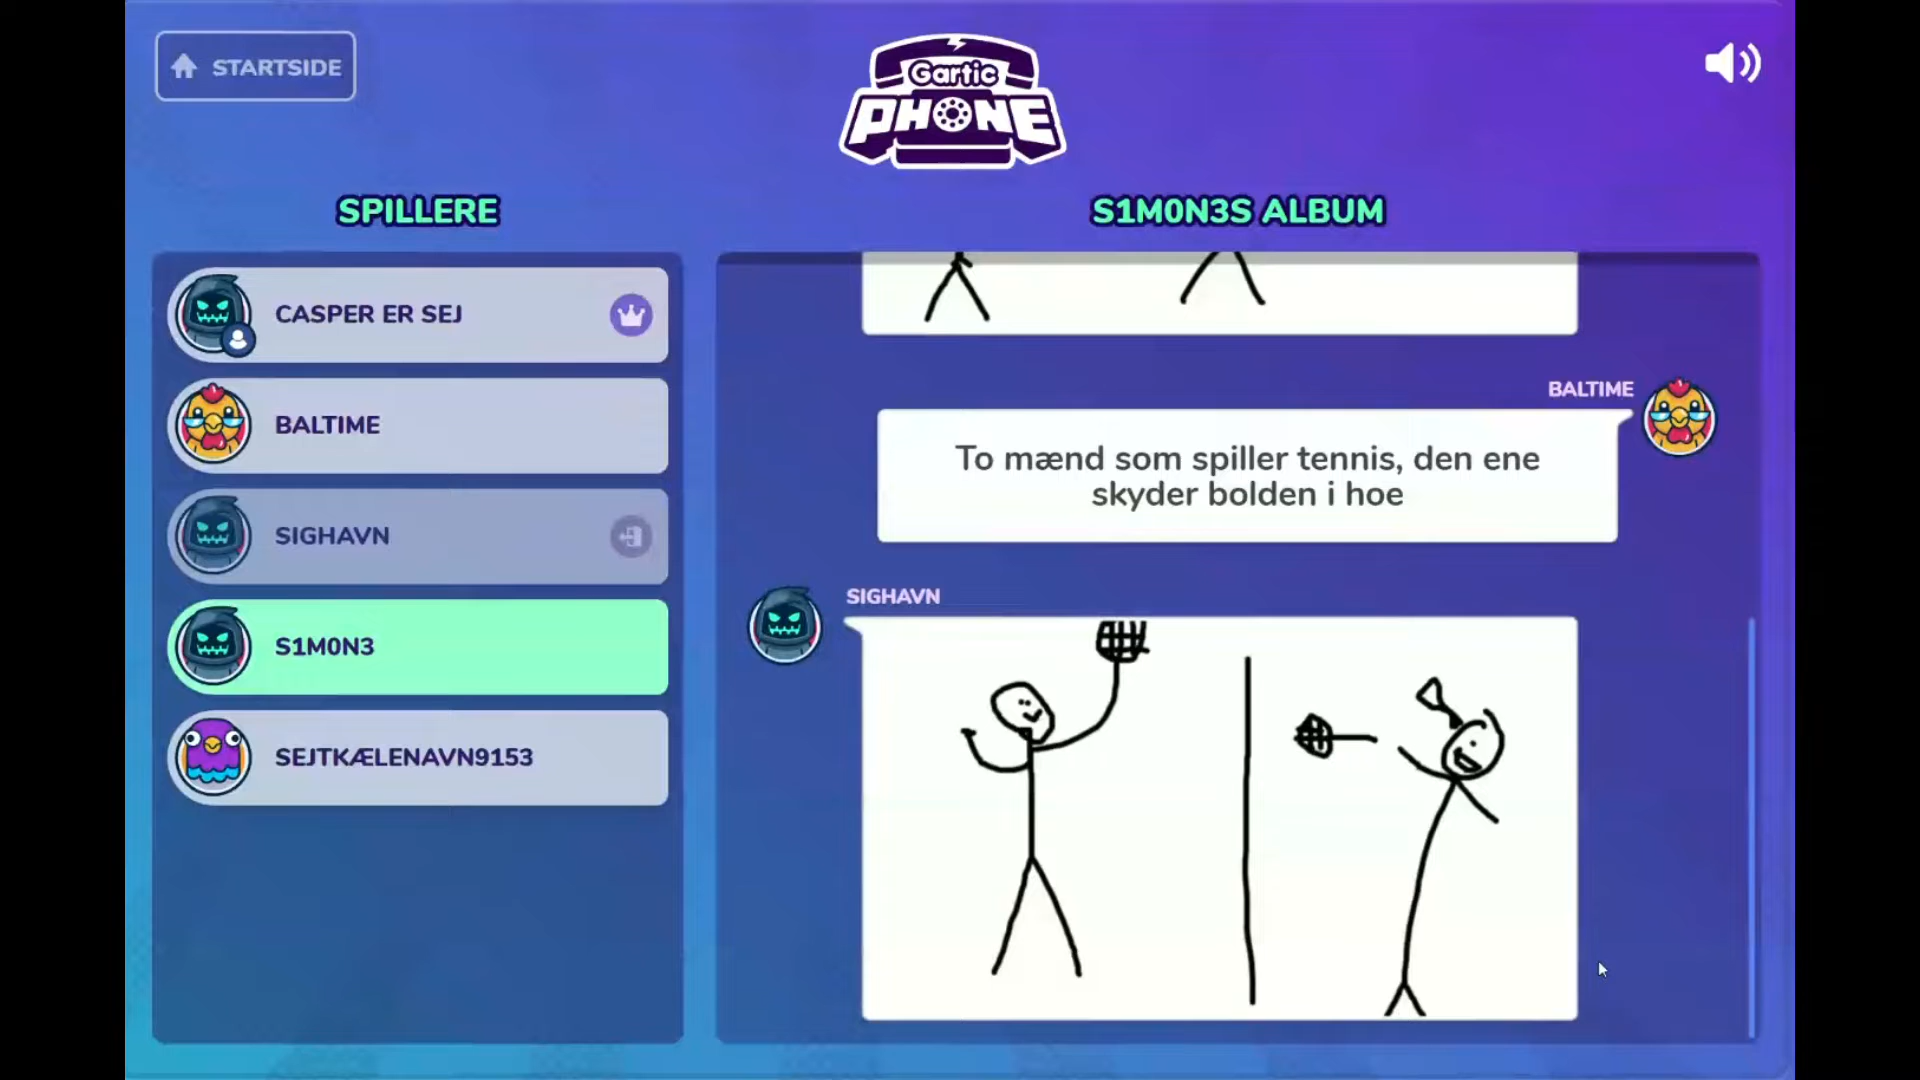 STARTSIDE
Gartic
PHONE
SPILLERE
CASPER ER SEJ
BALTIME
SIGHAVN
S1M0N3
SEJTKÆLENAVN9153
S1M0N3S ALBUM
BALTIME
To mænd som spiller tennis, den ene
skyder bolden i hoe
SIGHAVN